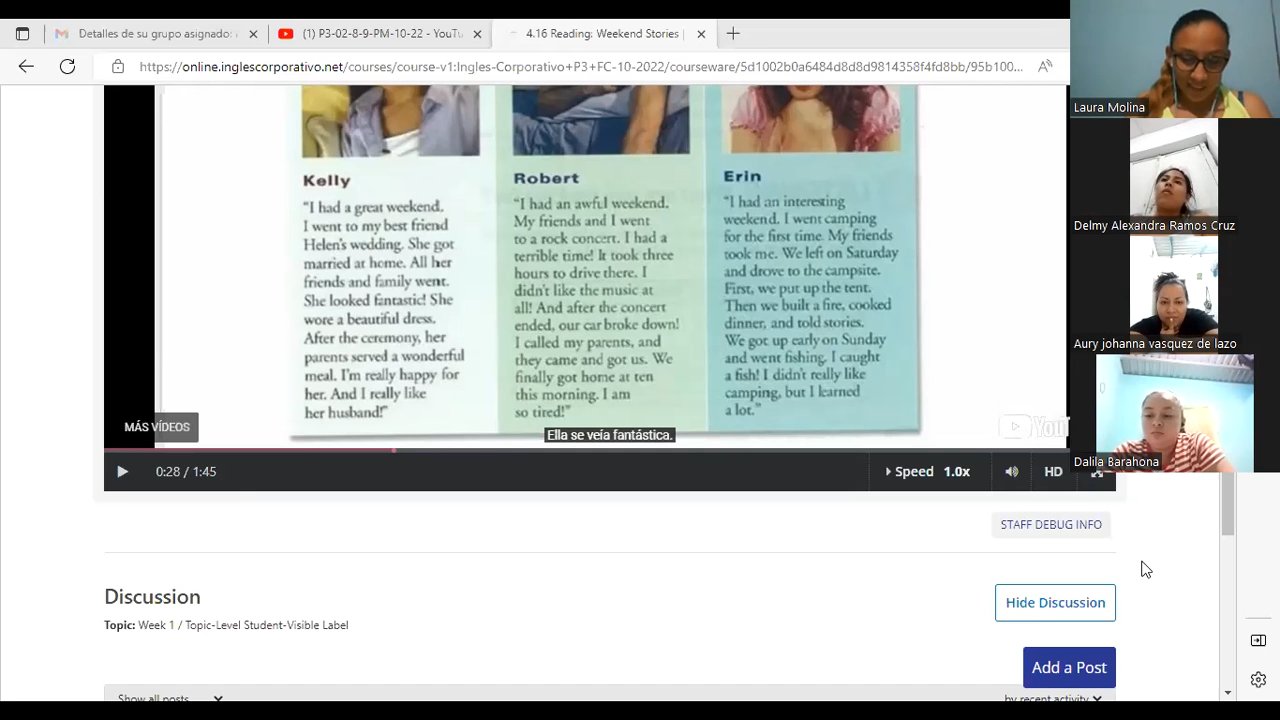 Detalles de su grupo asignado:
(1) P3-02-8-9-PM-10-22 - YouTu
4.16 Reading: Weekend Stories
https://online.inglescorporativo.net/courses/course-v1:Ingles-Corporativo+P3+FC-10-2022/courseware/5d1002b0a6484d8d8d9814358f4fd8bb/95b100...
Laura Molina
Delmy Alexandra Ramos Cruz
Aury johanna vasquez de lazo
Dalila Barahona
Kelly
"I had a great weekend.
I went to my best friend
Helen's wedding. She got
married at home. All her
friends and family went.
She looked fantastic! She
wore a beautiful dress.
After the ceremony, her
parents served a wonderful
meal. I'm really happy for
her. And I really like
her husband!"
Robert
"I had an awful weekend.
My friends and I went
to a rock concert. I had a
terrible time! It took three
hours to drive there. I
didn't like the music at
all! And after the concert
ended, our car broke down!
I called my parents, and
they came and got us. We
finally got home at ten
this morning. I am
so tired!"
Erin
"I had an interesting
weekend. I went camping
for the first time. My friends
took me. We left on Saturday
and drove to the campsite.
First, we put up the tent.
Then we built a fire, cooked
dinner, and told stories.
We got up early on Sunday
and went fishing. I caught
a fish! I didn't really like
camping, but I learned
a lot."
MÁS VÍDEOS
Ella se veía fantástica.
0:28 / 1:45
Speed 1.0x
HD
STAFF DEBUG INFO
Discussion
Hide Discussion
Topic: Week 1 / Topic-Level Student-Visible Label
Add a Post
Show all posts
by recent activity